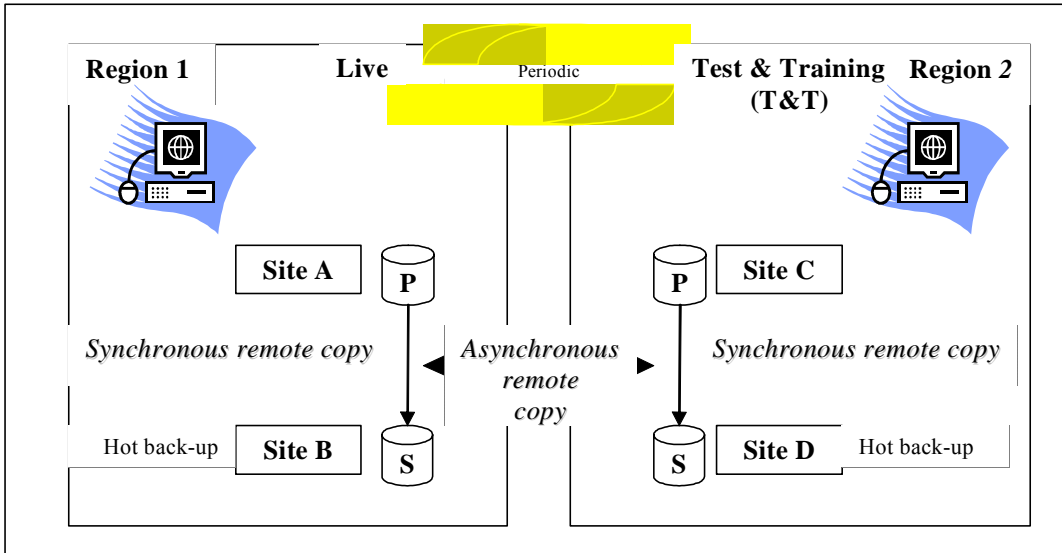 Region 1
Live
Periodic
Test & Training
(T&T)
Region 2
Site A
P
P
Site C
Synchronous remote copy
Asynchronous
remote
copy
Synchronous remote copy
Hot back-up
Site B
S
S
Site D
Hot back-up